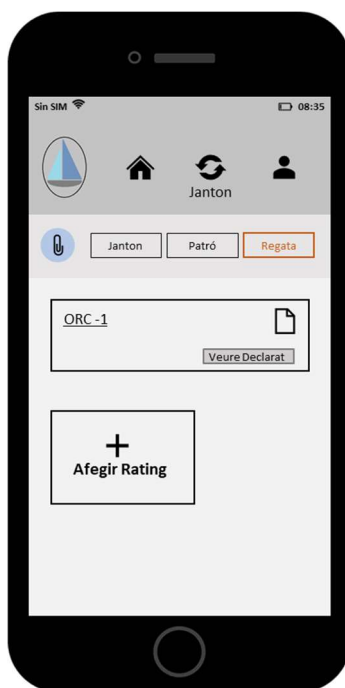 Sin SIM 08:35
Janton
Janton Patró Regata
ORC -1
Veure Declarat
Afegir Rating